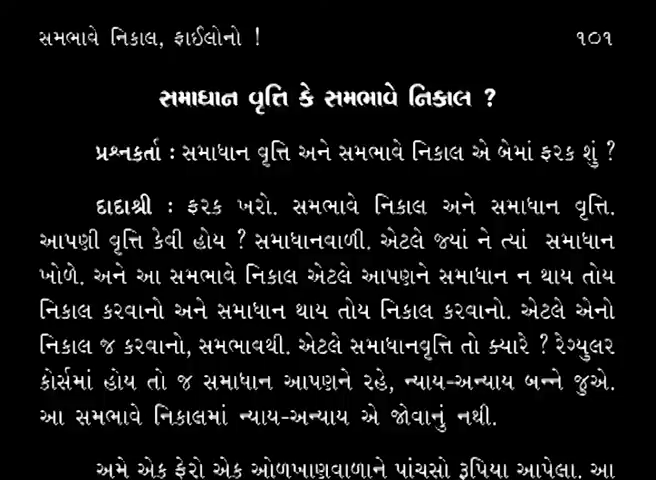 સમભાવે નિકાલ, ફાઈલોનો ! ૧૦૧
સમાધાન વૃત્તિ કે સમભાવે નિકાલ ?
પ્રશ્નકર્તા : સમાધાન વૃત્તિ અને સમભાવે નિકાલ એ બેમાં ફરક શું ?
દાદાશ્રી : ફરક ખરો. સમભાવે નિકાલ અને સમાધાન વૃત્તિ.
આપણી વૃત્તિ કેવી હોય ? સમાધાનવાળી. એટલે જ્યાં ને ત્યાં સમાધાન
ખોળે. અને આ સમભાવે નિકાલ એટલે આપણને સમાધાન ન થાય તોય
નિકાલ કરવાનો અને સમાધાન થાય તોય નિકાલ કરવાનો. એટલે એનો
નિકાલ જ કરવાનો, સમભાવથી. એટલે સમાધાનવૃત્તિ તો ક્યારે ? રેગ્યુલર
કોર્સમાં હોય તો જ સમાધાન આપણને રહે, ન્યાય-અન્યાય બન્ને જુએ.
આ સમભાવે નિકાલમાં ન્યાય-અન્યાય એ જોવાનું નથી.
અમે એક ફેરો એક ઓળખાણવાળાને પાંચસો રૂપિયા આપેલા. આ